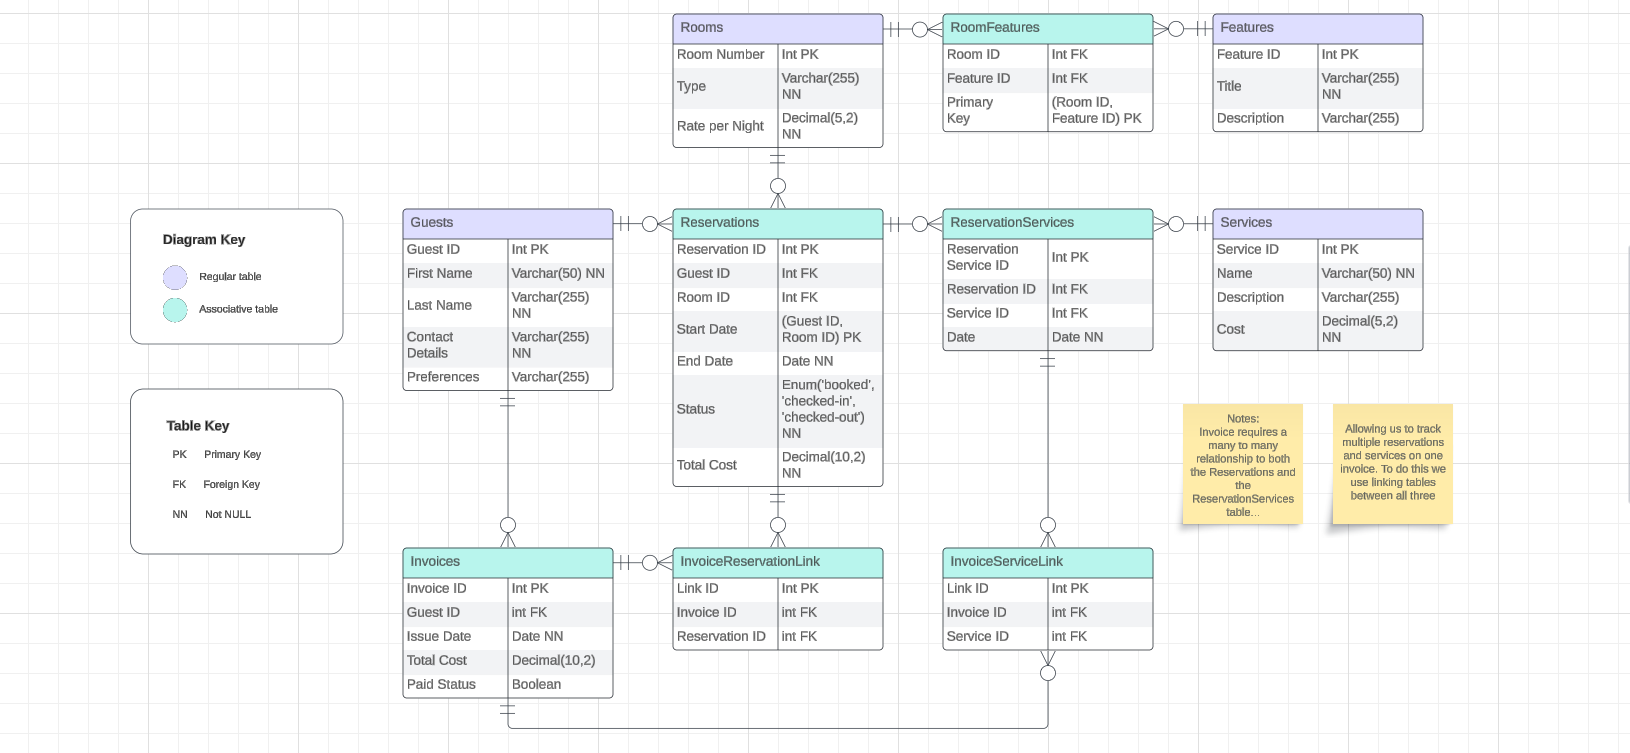 Rooms
Room Number Int PK
Type Varchar(255)
NN
Rate per Night Decimal(5,2)
NN
RoomFeatures
Room ID Int FK
Feature ID Int FK
Primary
Key
(Room ID,
Feature ID) PK
Features
Feature ID Int PK
Title Varchar(255)
NN
Description Varchar(255)
Diagram Key
Regular table
Associative table
Table Key
PK Primary Key
FK Foreign Key
NN Not NULL
Guests
Guest ID Int PK
First Name Varchar(50) NN
Last Name Varchar(255)
NN
Contact
Details
Varchar(255)
NN
Preferences Varchar(255)
Reservations
Reservation ID Int PK
Guest ID Int FK
Room ID Int FK
Start Date (Guest ID,
Room ID) PK
End Date Date NN
Status Enum('booked',
'checked-in',
'checked-out')
NN
Total Cost Decimal(10,2)
NN
ReservationServices
Reservation
Service ID
Int PK
Reservation ID Int FK
Service ID Int FK
Date Date NN
Services
Service ID Int PK
Name Varchar(50) NN
Description Varchar(255)
Cost Decimal(5,2)
NN
Notes:
Invoice requires a
many to many
relationship to both
the Reservations and
the
ReservationServices
table...
Allowing us to track
multiple reservations
and services on one
invoice. To do this we
use linking tables
between all three
Invoices
Invoice ID Int PK
Guest ID int FK
Issue Date Date NN
Total Cost Decimal(10,2)
Paid Status Boolean
InvoiceReservationLink
Link ID Int PK
Invoice ID int FK
Reservation ID int FK
InvoiceServiceLink
Link ID Int PK
Invoice ID int FK
Service ID int FK